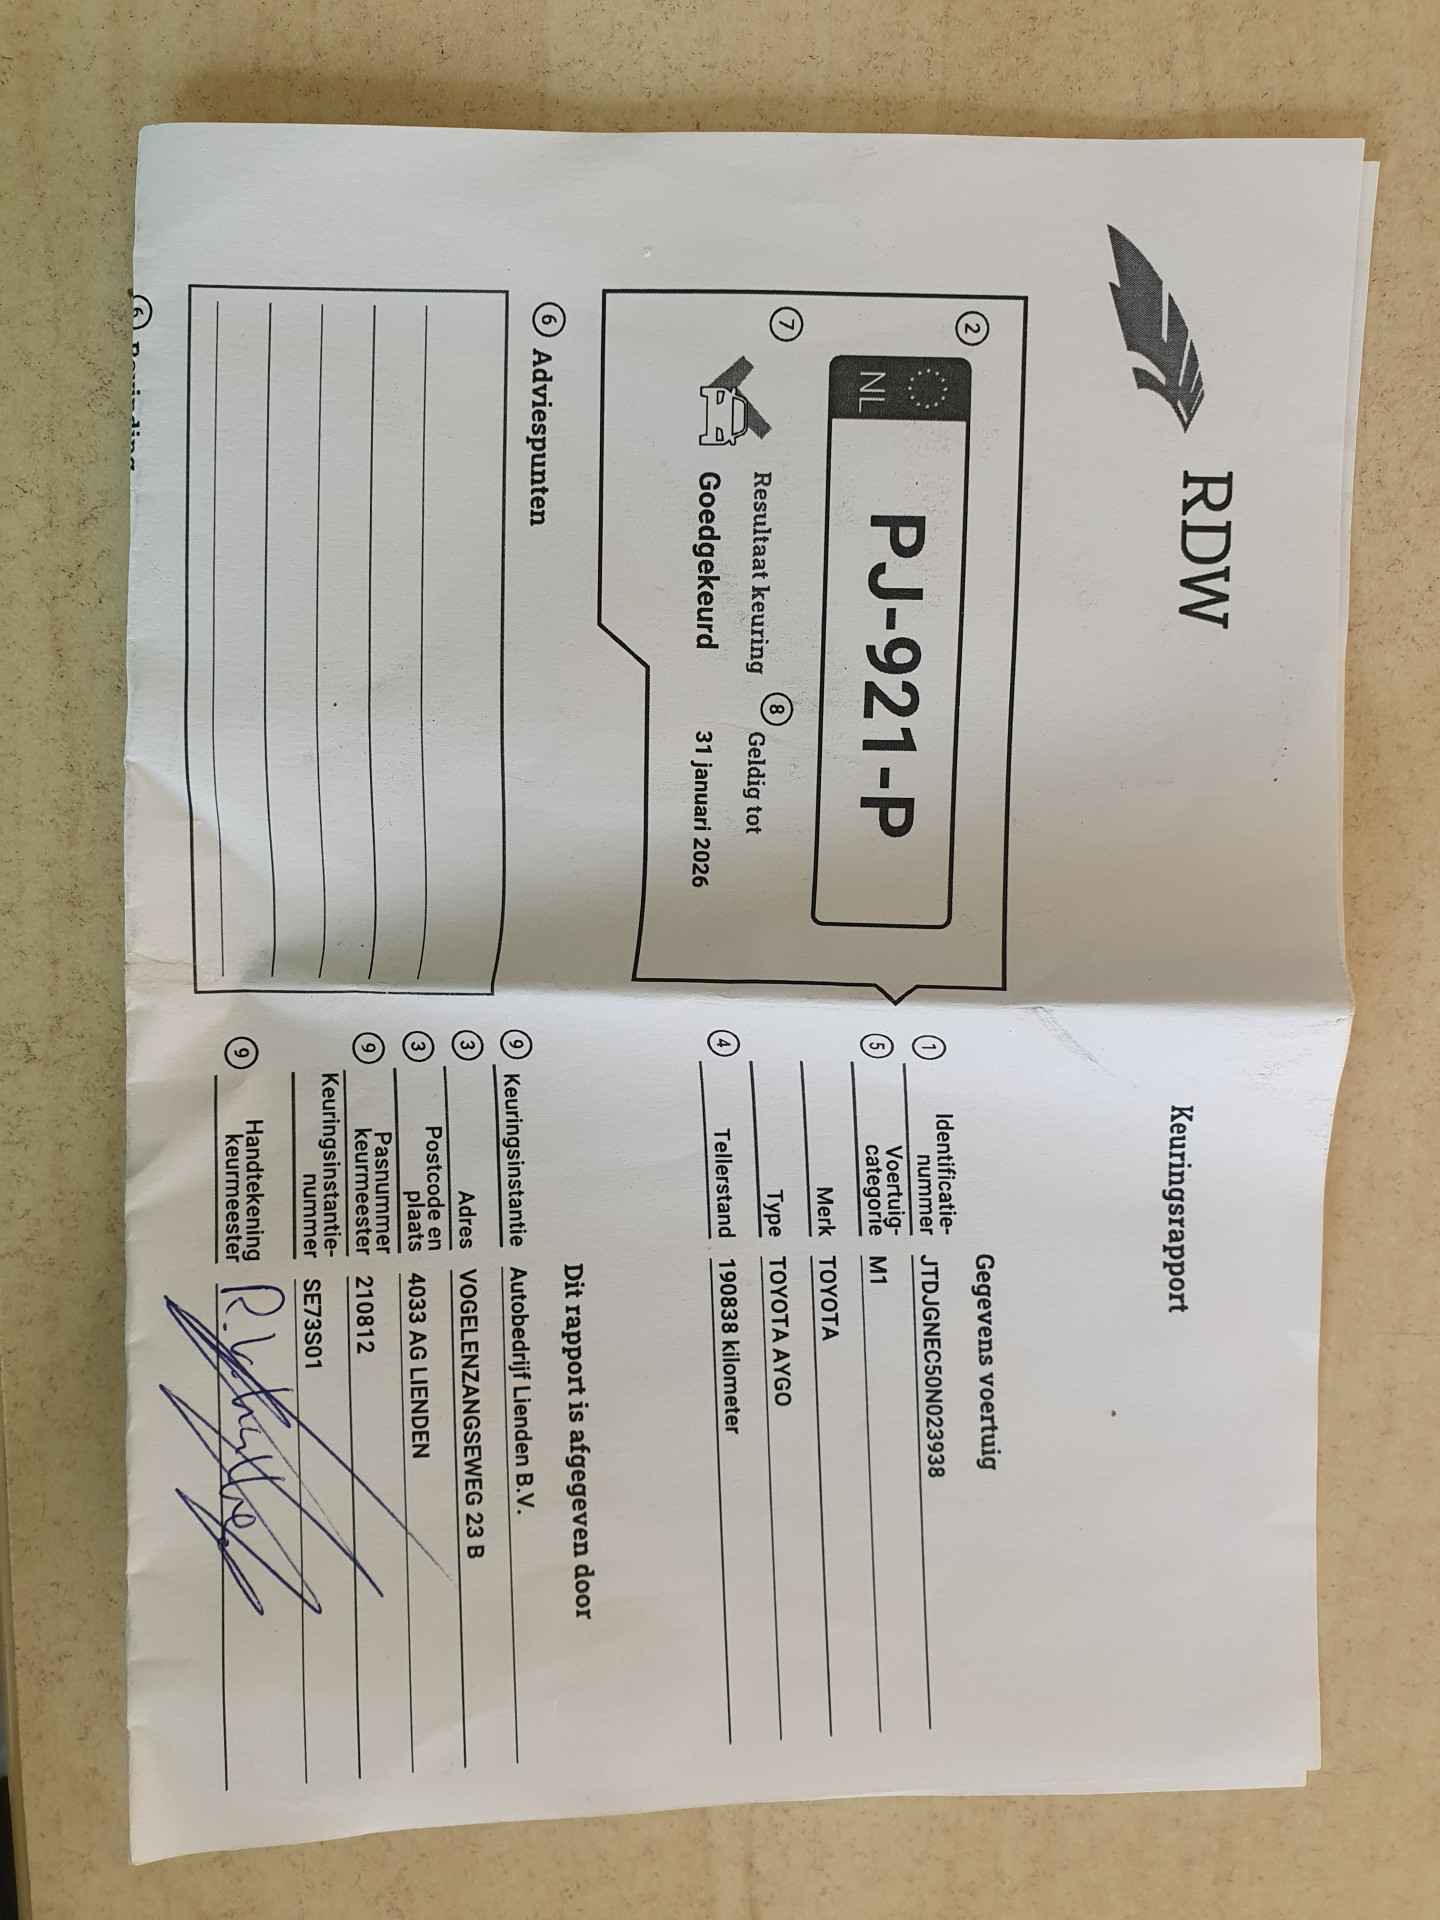 RDW
Keuringsrapport
2
NL
PJ-921-P
7
Resultaat keuring
Goedgekeurd
8
Geldig tot
31 januari 2026
6 Adviespunten
Gegevens voertuig
1 Identificatie-
nummer JTDJGNEC50N023938
5 Voertuig-
categorie M1
Merk TOYOTA
Type TOYOTA AYGO
4 Tellerstand 190838 kilometer
Dit rapport is afgegeven door
9 Keuringsinstantie Autobedrijf Lienden B.V.
3 Adres VOGELENZANGSEWEG 23 B
3 Postcode en
plaats 4033 AG LIENDEN
9 Pasnummer
keurmeester 210812
Keuringsinstantie-
nummer SE73S01
9 Handtekening
keurmeester
6